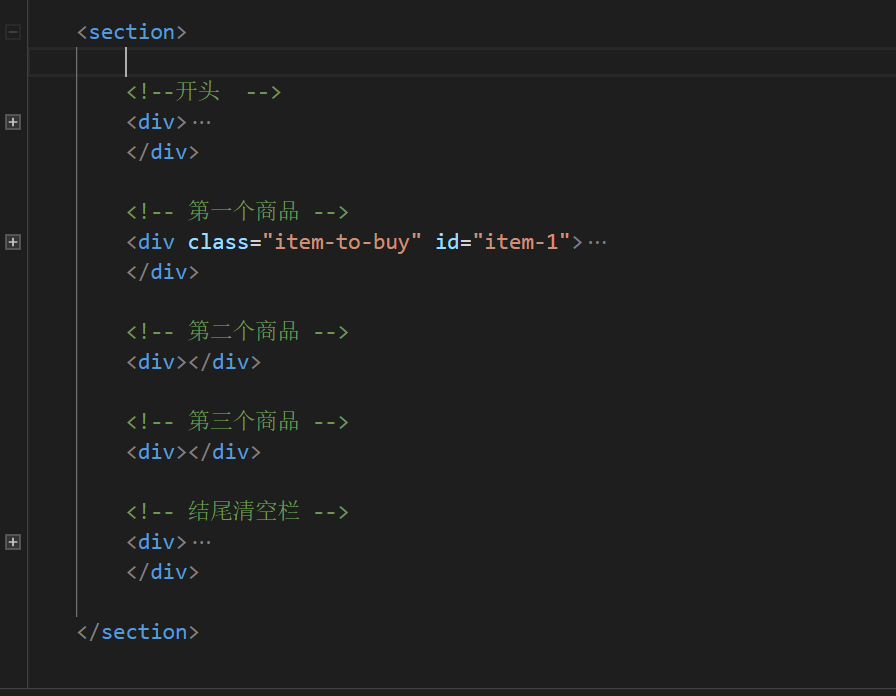 <section>
<!--开头  -->
<div>...
</div>
<!-- 第一个商品 -->
<div class="item-to-buy" id="item-1">...
</div>
<!-- 第二个商品 -->
<div></div>
<!-- 第三个商品 -->
<div></div>
<!-- 结尾清空栏 -->
<div>...
</div>
</section>